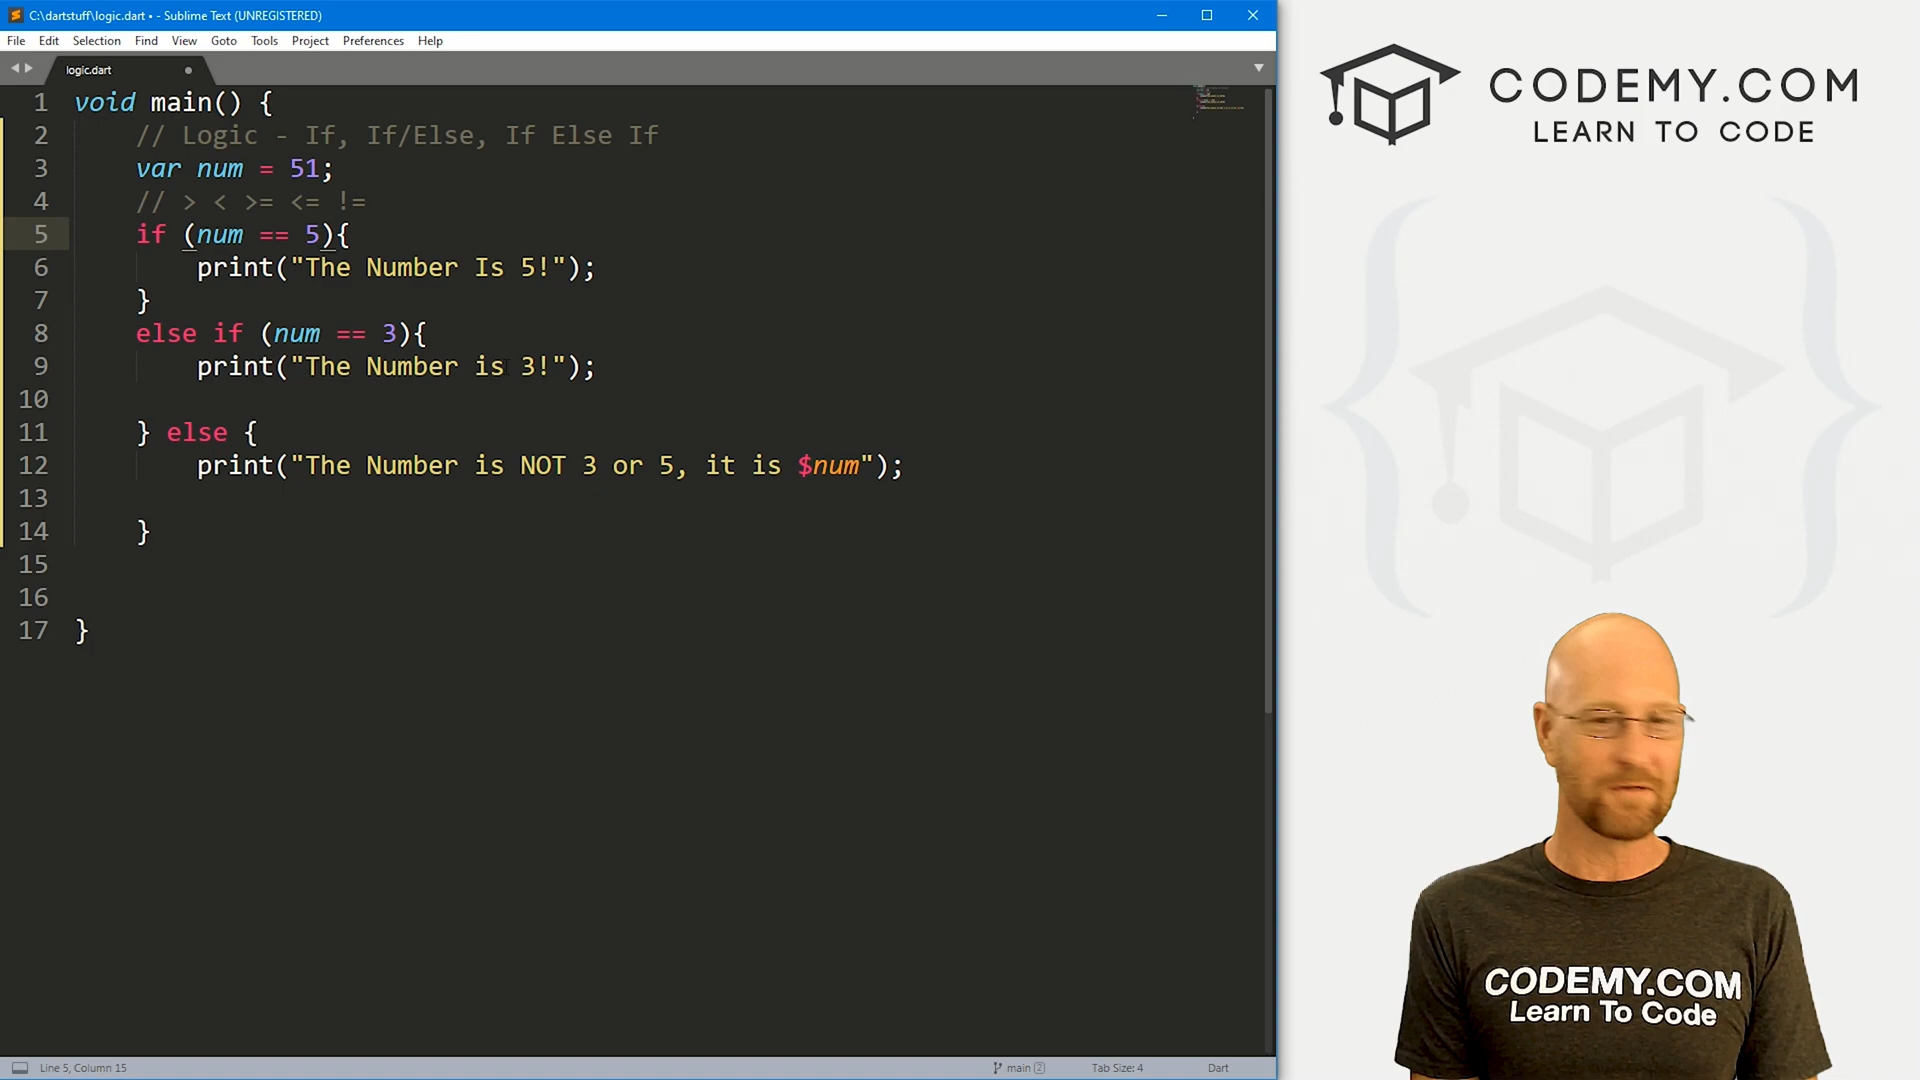 C:\dartstuff\logic.dart • - Sublime Text (UNREGISTERED)
File Edit Selection Find View Goto Tools Project Preferences Help
logic.dart
1 void main() {
2 // Logic - If, If/Else, If Else If
3 var num = 51;
4 // > < >= <= !=
5 if (num == 5){
6 print("The Number Is 5!");
7 }
8 else if (num == 3){
9 print("The Number is 3!");
10
11 } else {
12 print("The Number is NOT 3 or 5, it is $num");
13
14 }
15
16
17 }
Line 5, Column 15
main 2
Tab Size: 4
Dart
CODEMY.COM
LEARN TO CODE
CODEMY.COM
Learn To Code